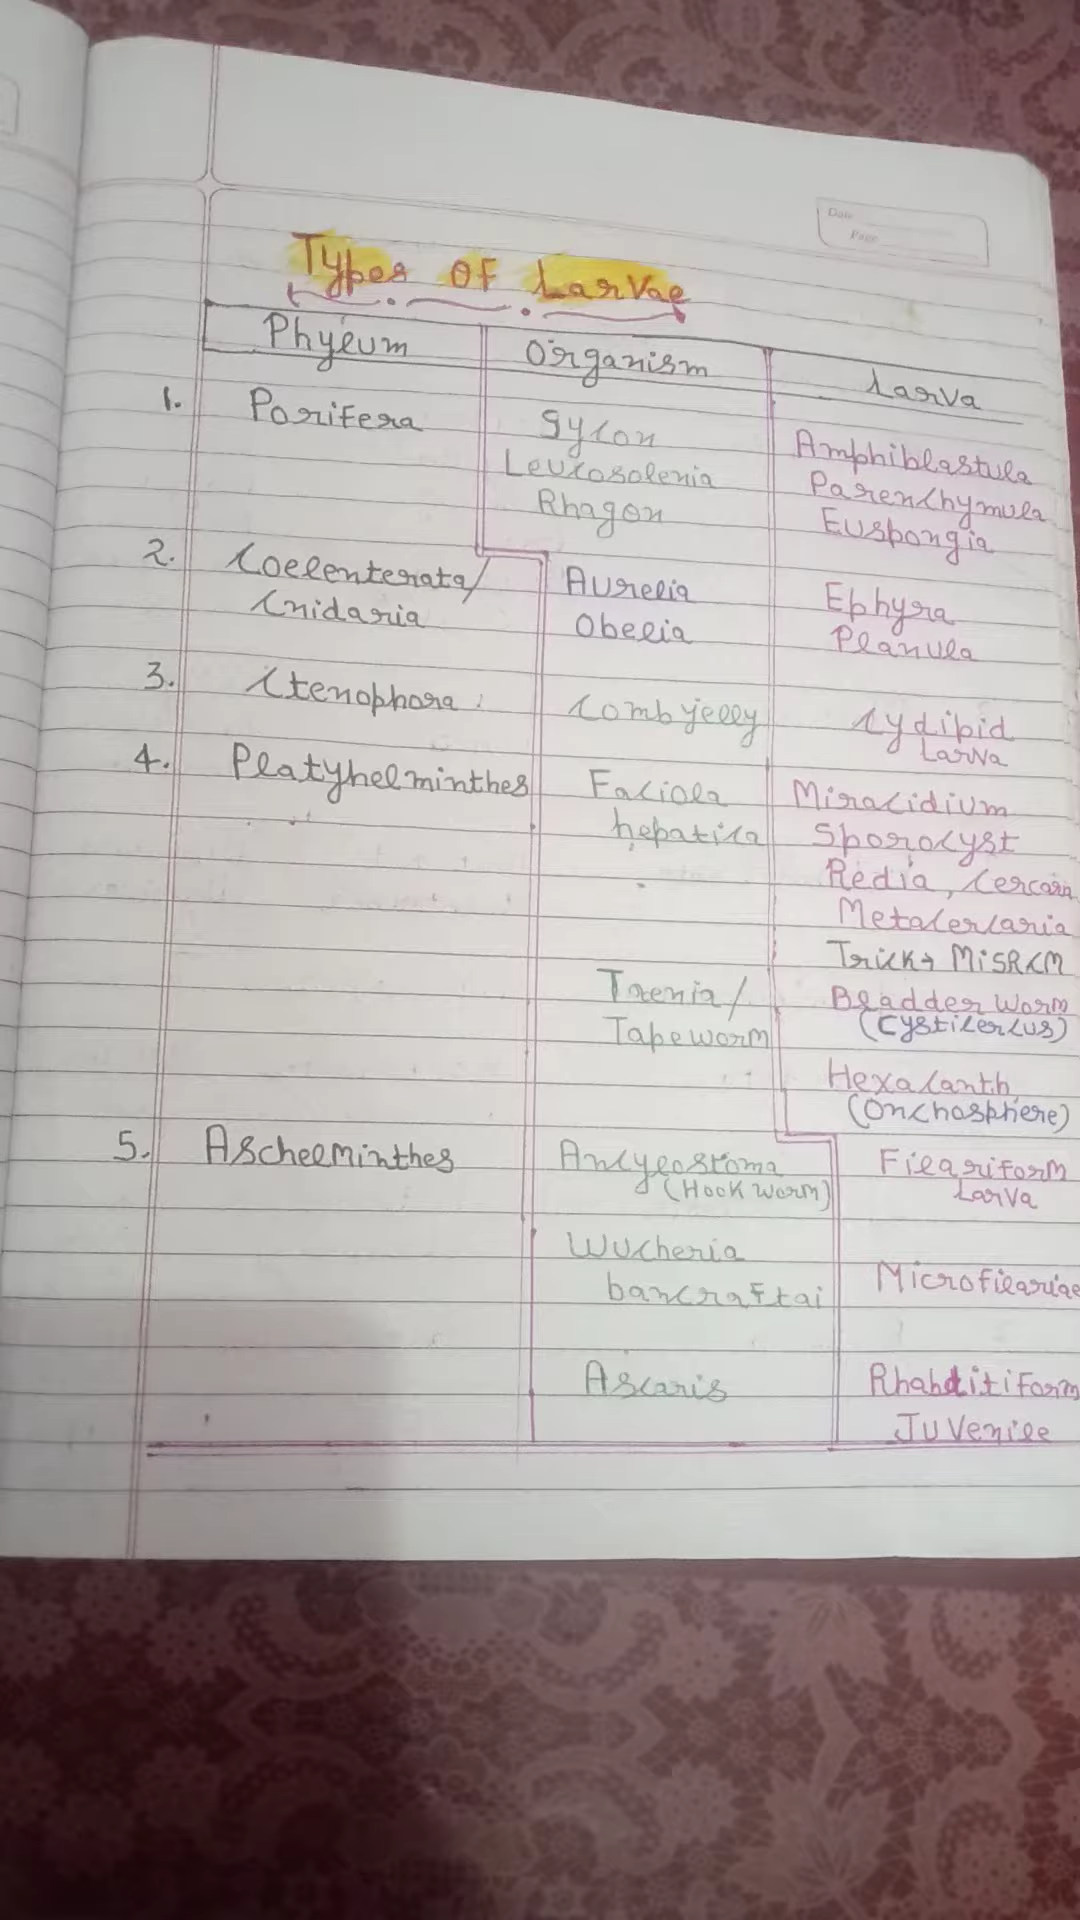 Date
Page
Types OF Larvae
Phylum Organism Larva
1. Porifera Sycon Amphiblastula
Leucosolenia Parenchymula
Rhagon Euspongia
2. Coelenterata/ Aurelia Ephyra
Cnidaria Obelia Planula
3. Ctenophora Comb jelly Cydipid
Larva
4. Platyhelminthes Faciola Miracidium
hepatica Sporocyst
Redia, Cercaria
Metacercaria
Trick → MiSRCM
Taenia/ Bladder worm
Tapeworm (Cysticercus)
Hexacanth
(Onchosphere)
5. Aschelminthes Ancylostoma Filariform
(Hook worm) Larva
Wucheria
bancraftai Microfilariae
Ascaris Rhabditiform
Juvenile